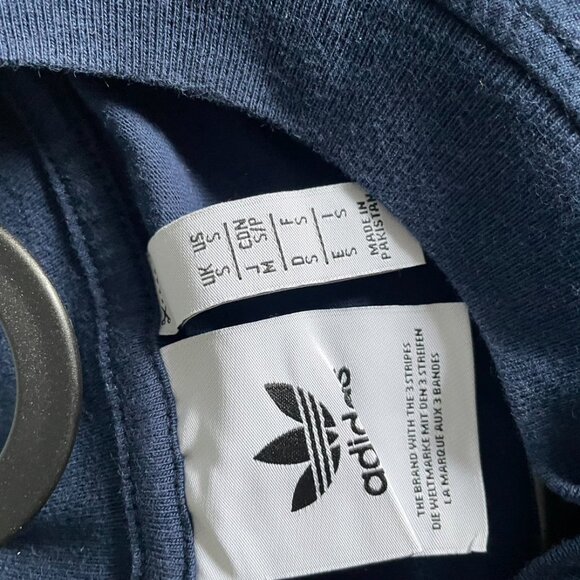 US S
UK S
CDN S/P
J M
F S
D S
I S
E S
MADE IN
PAKISTAN
adidas
THE BRAND WITH THE 3 STRIPES
DIE WELTMARKE MIT DEN 3 STREIFEN
LA MARQUE AUX 3 BANDES